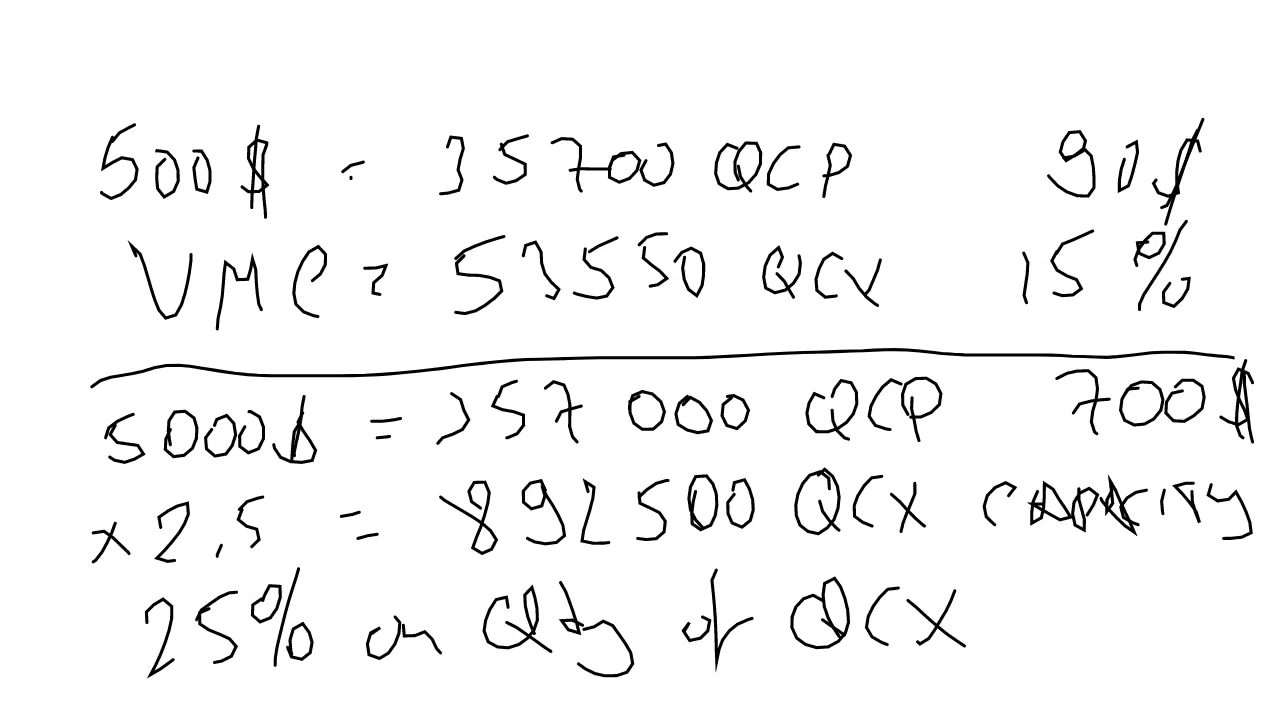 500$ = 35700 QCP 90$
VMC = 53550 QCX 15%
5000$ = 357 000 QCP 700$
x 2.5 = 892500 QCX capacity
25% on Qty of QCX